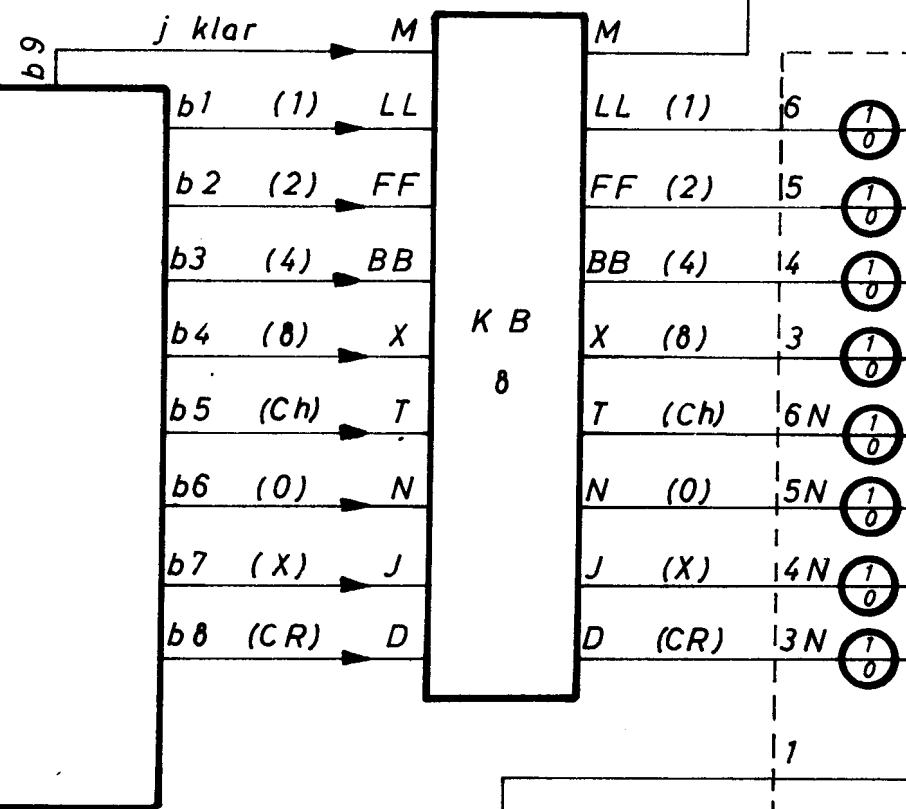 b9 j klar M M
b1 (1) LL LL (1) 6 1 0
b2 (2) FF FF (2) 5 1 0
b3 (4) BB BB (4) 4 1 0
b4 (8) X X (8) 3 1 0
K B
8
b5 (Ch) T T (Ch) 6N 1 0
b6 (0) N N (0) 5N 1 0
b7 (X) J J (X) 4N 1 0
b8 (CR) D D (CR) 3N 1 0
1